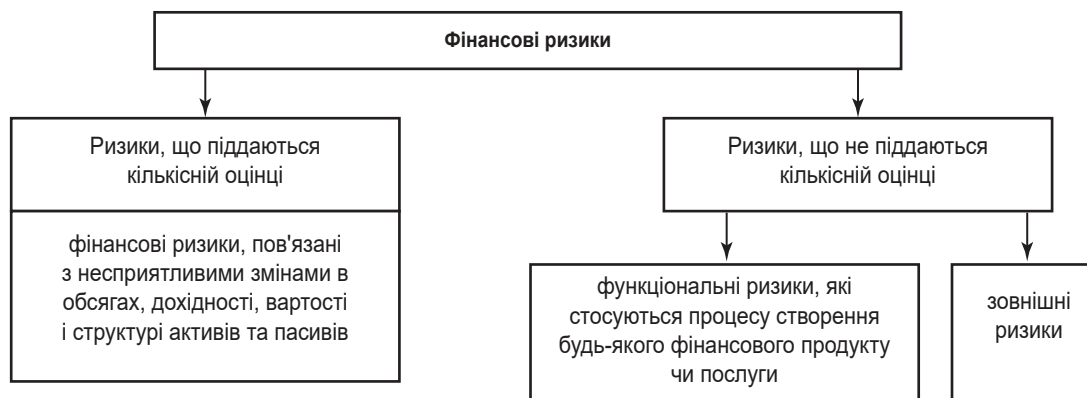 Фінансові ризики
Ризики, що піддаються
кількісній оцінці
фінансові ризики, пов'язані
з несприятливими змінами в
обсягах, дохідності, вартості
і структурі активів та пасивів
Ризики, що не піддаються
кількісній оцінці
функціональні ризики, які
стосуються процесу створення
будь-якого фінансового продукту
чи послуги
зовнішні
ризики